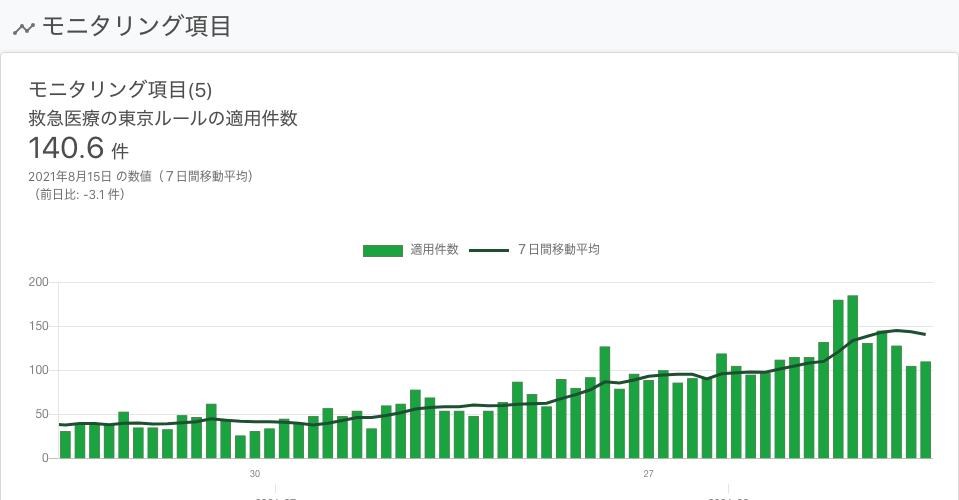 モニタリング項目
モニタリング項目(5)
救急医療の東京ルールの適用件数
140.6 件
2021年8月15日 の数値（７日間移動平均）
（前日比: -3.1 件）
適用件数 ７日間移動平均
200
150
100
50
0
30 27